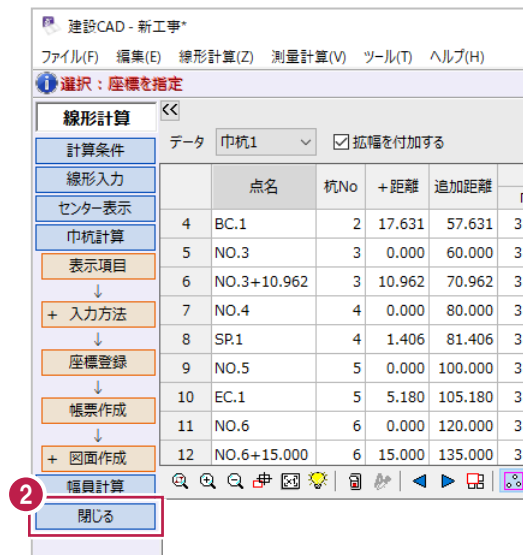 建設CAD - 新工事*
ファイル(F) 編集(E) 線形計算(Z) 測量計算(V) ツール(T) ヘルプ(H)
選択：座標を指定
線形計算
計算条件
線形入力
センター表示
巾杭計算
表示項目
↓
+ 入力方法
↓
座標登録
↓
帳票作成
↓
+ 図面作成
幅員計算
2
閉じる
<<
データ 巾杭1 拡幅を付加する
点名 杭No +距離 追加距離
4 BC.1 2 17.631 57.631 3
5 NO.3 3 0.000 60.000 3
6 NO.3+10.962 3 10.962 70.962 3
7 NO.4 4 0.000 80.000 3
8 SP.1 4 1.406 81.406 3
9 NO.5 5 0.000 100.000 3
10 EC.1 5 5.180 105.180 3
11 NO.6 6 0.000 120.000 3
12 NO.6+15.000 6 15.000 135.000 3